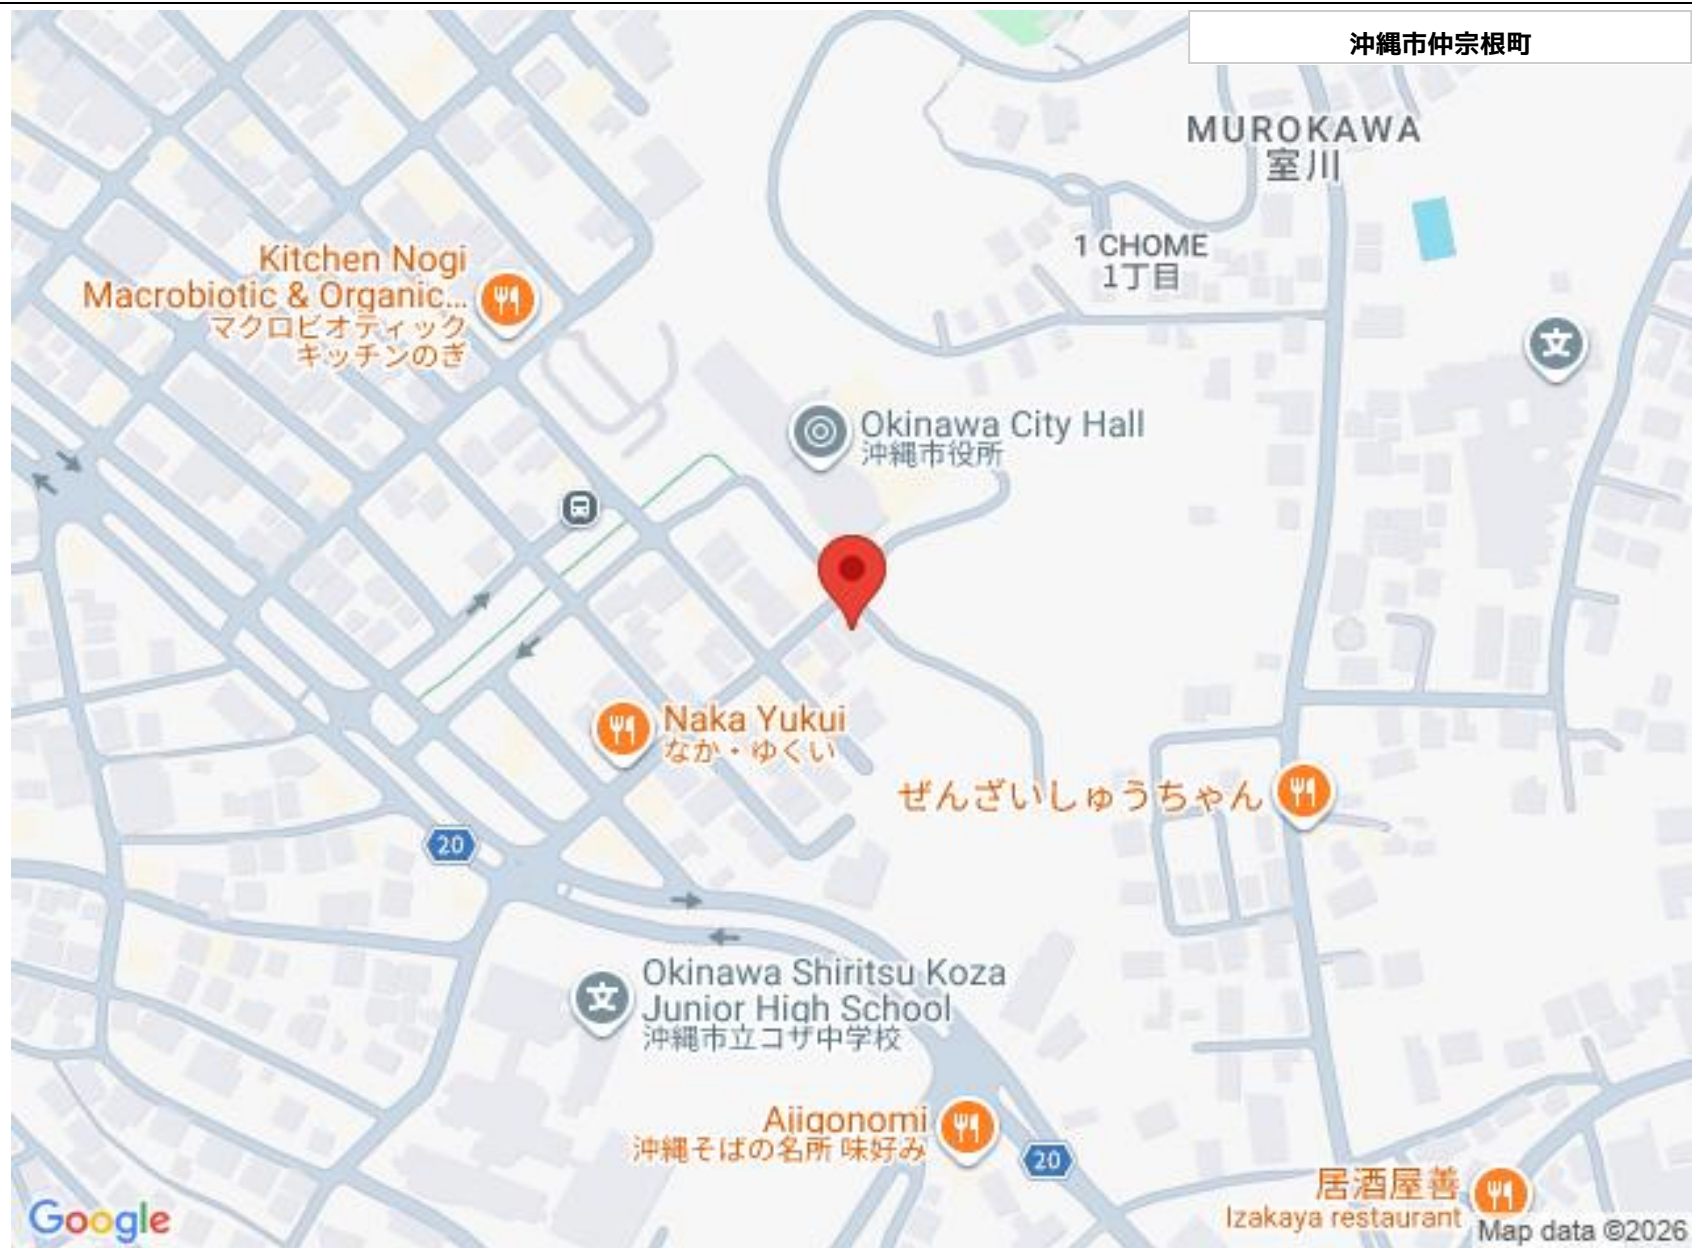 沖縄市仲宗根町
MUROKAWA
室川
1 CHOME
1丁目
Kitchen Nogi
Macrobiotic & Organic...
マクロビオティック
キッチンのぎ
文
Okinawa City Hall
沖縄市役所
Naka Yukui
なか・ゆくい
ぜんざいしゅうちゃん
20
文
Okinawa Shiritsu Koza
Junior High School
沖縄市立コザ中学校
Ajigonomi
沖縄そばの名所 味好み
20
居酒屋善
Izakaya restaurant
Google
Map data ©2026